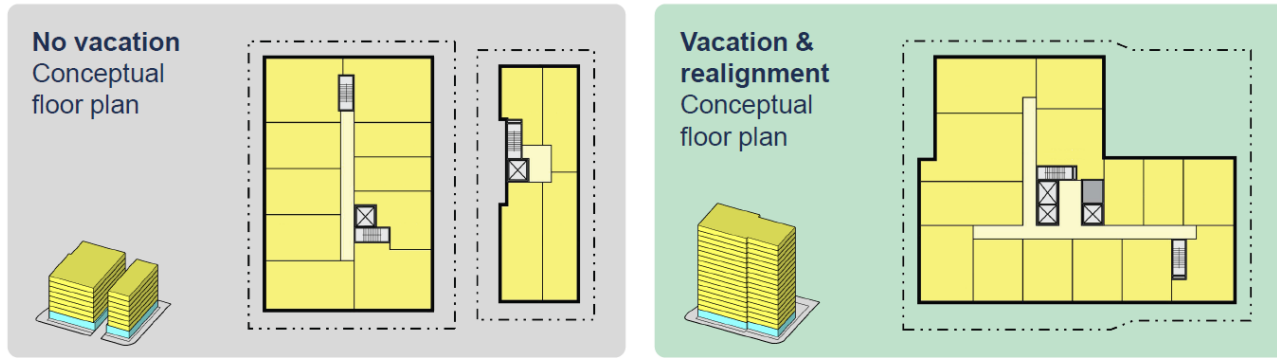 No vacation
Conceptual
floor plan
Vacation &
realignment
Conceptual
floor plan